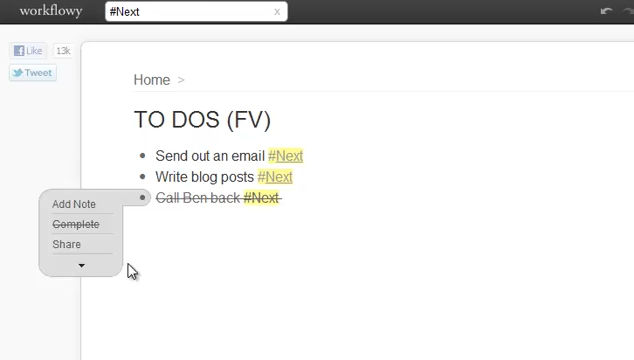 workflowy
#Next x
Like 13k
Tweet
Home >
TO DOS (FV)
Send out an email #Next
Write blog posts #Next
Call Ben back #Next
Add Note
Complete
Share